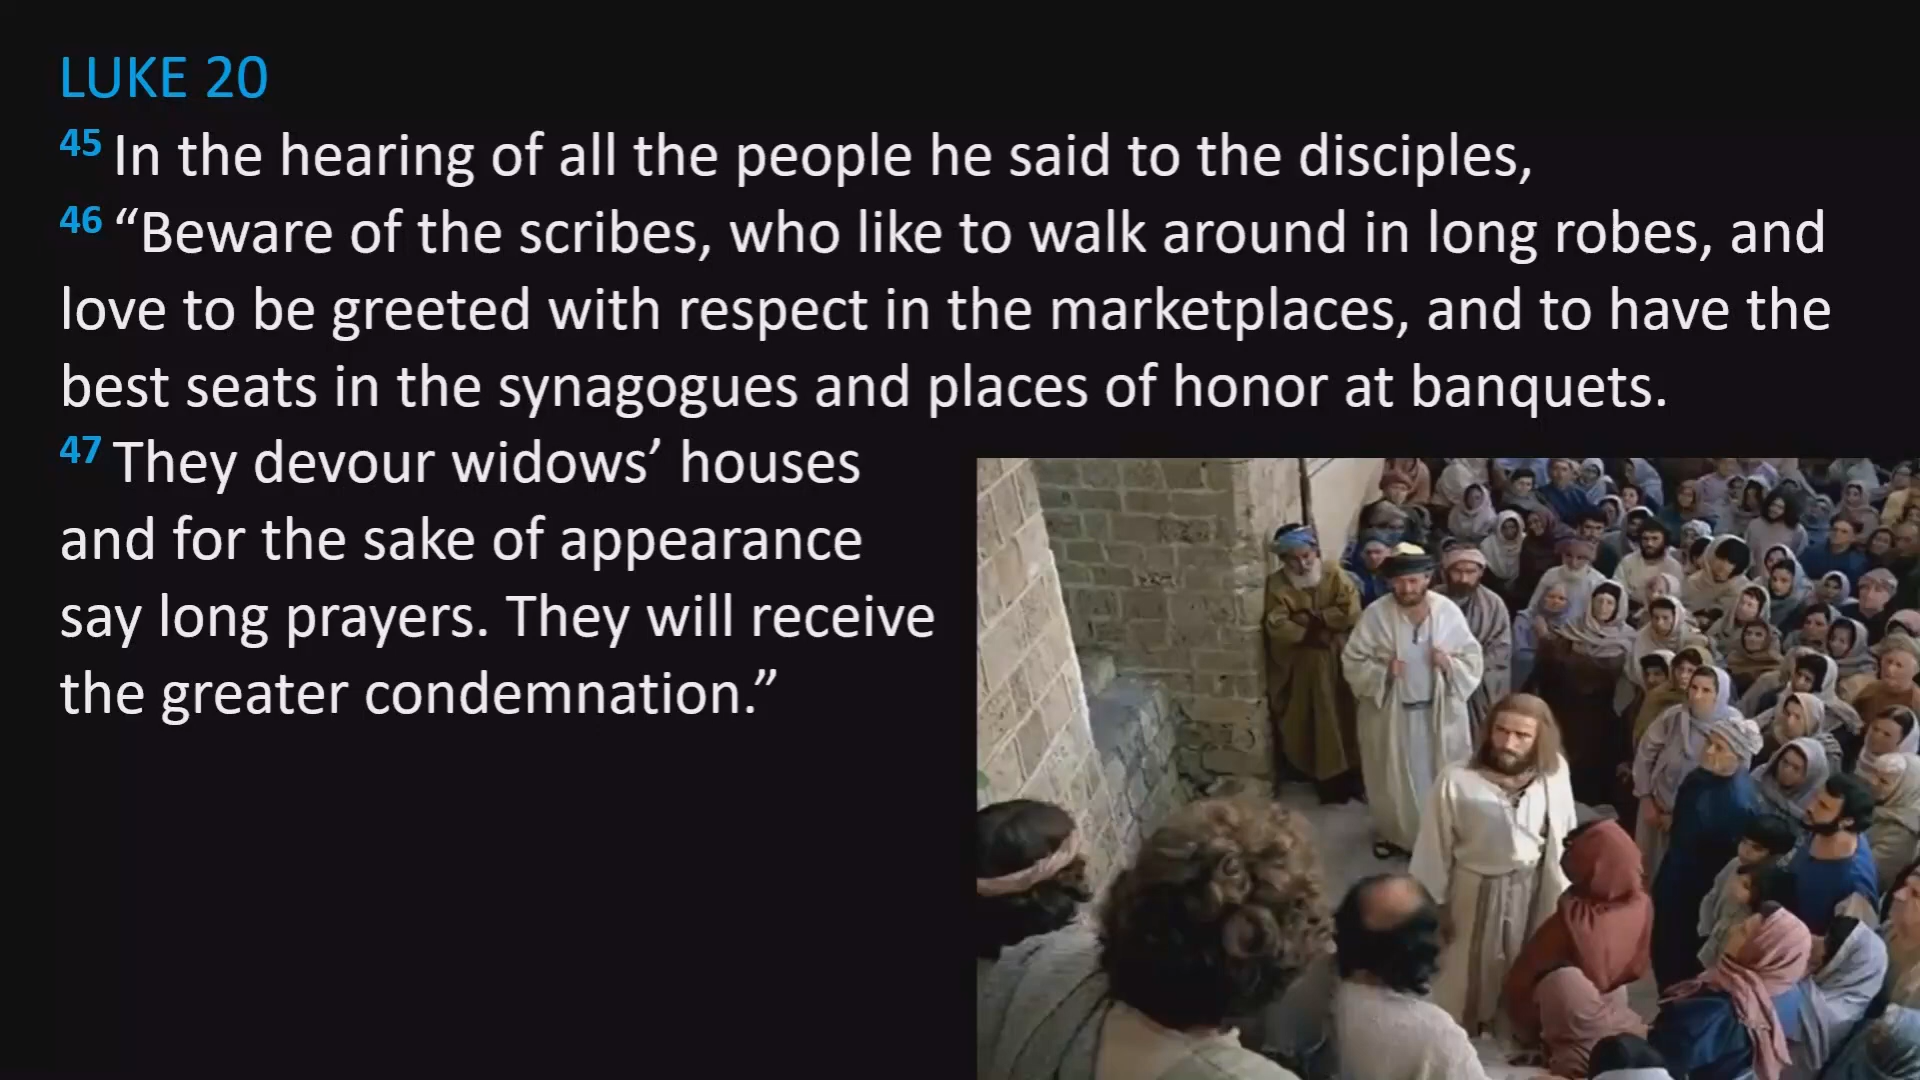 LUKE 20
45 In the hearing of all the people he said to the disciples,
46 “Beware of the scribes, who like to walk around in long robes, and
love to be greeted with respect in the marketplaces, and to have the
best seats in the synagogues and places of honor at banquets.
47 They devour widows’ houses
and for the sake of appearance
say long prayers. They will receive
the greater condemnation.”